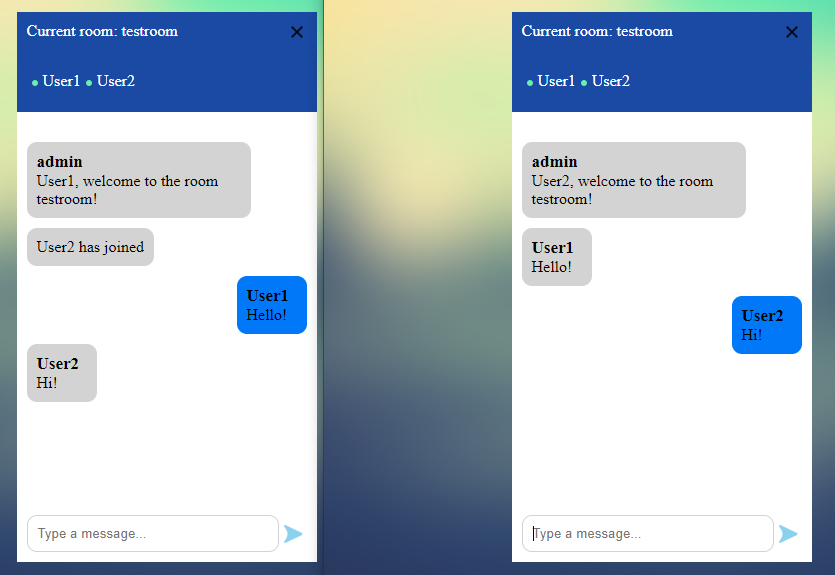 Current room: testroom
User1 User2
admin
User1, welcome to the room
testroom!
User2 has joined
User1
Hello!
User2
Hi!
Type a message...
Current room: testroom
User1 User2
admin
User2, welcome to the room
testroom!
User1
Hello!
User2
Hi!
Type a message...